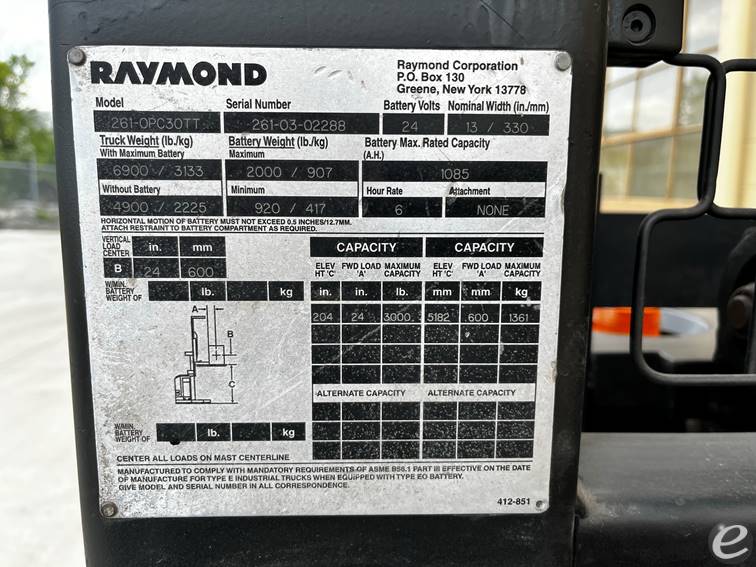 RAYMOND
Raymond Corporation
P.O. Box 130
Greene, New York 13778
Model Serial Number Battery Volts Nominal Width (in./mm)
261-OPC30TT 261-03-02288 24 13 / 330
Truck Weight (lb./kg) Battery Weight (lb./kg) Battery Max. Rated Capacity
With Maximum Battery Maximum (A.H.)
6900 / 3133 2000 / 907 1085
Without Battery Minimum Hour Rate Attachment
4900 / 2225 920 / 417 6 NONE
HORIZONTAL MOTION OF BATTERY MUST NOT EXCEED 0.5 INCHES/12.7MM.
ATTACH RESTRAINT TO BATTERY COMPARTMENT AS REQUIRED.
VERTICAL LOAD CENTER in. mm
B 24 600
W/MIN. BATTERY WEIGHT OF lb. kg
CAPACITY CAPACITY
ELEV HT 'C' FWD LOAD 'A' MAXIMUM CAPACITY ELEV HT 'C' FWD LOAD 'A' MAXIMUM CAPACITY
in. in. lb. mm mm kg
204 24 3000. 5182 .600 1361
A
B
C
ALTERNATE CAPACITY ALTERNATE CAPACITY
W/MIN. BATTERY WEIGHT OF lb. kg
CENTER ALL LOADS ON MAST CENTERLINE
MANUFACTURED TO COMPLY WITH MANDATORY REQUIREMENTS OF ASME B56.1 PART III EFFECTIVE ON THE DATE
OF MANUFACTURE FOR TYPE E INDUSTRIAL TRUCKS WHEN EQUIPPED WITH TYPE EO BATTERY.
GIVE MODEL AND SERIAL NUMBER IN ALL CORRESPONDENCE.
412-851
e